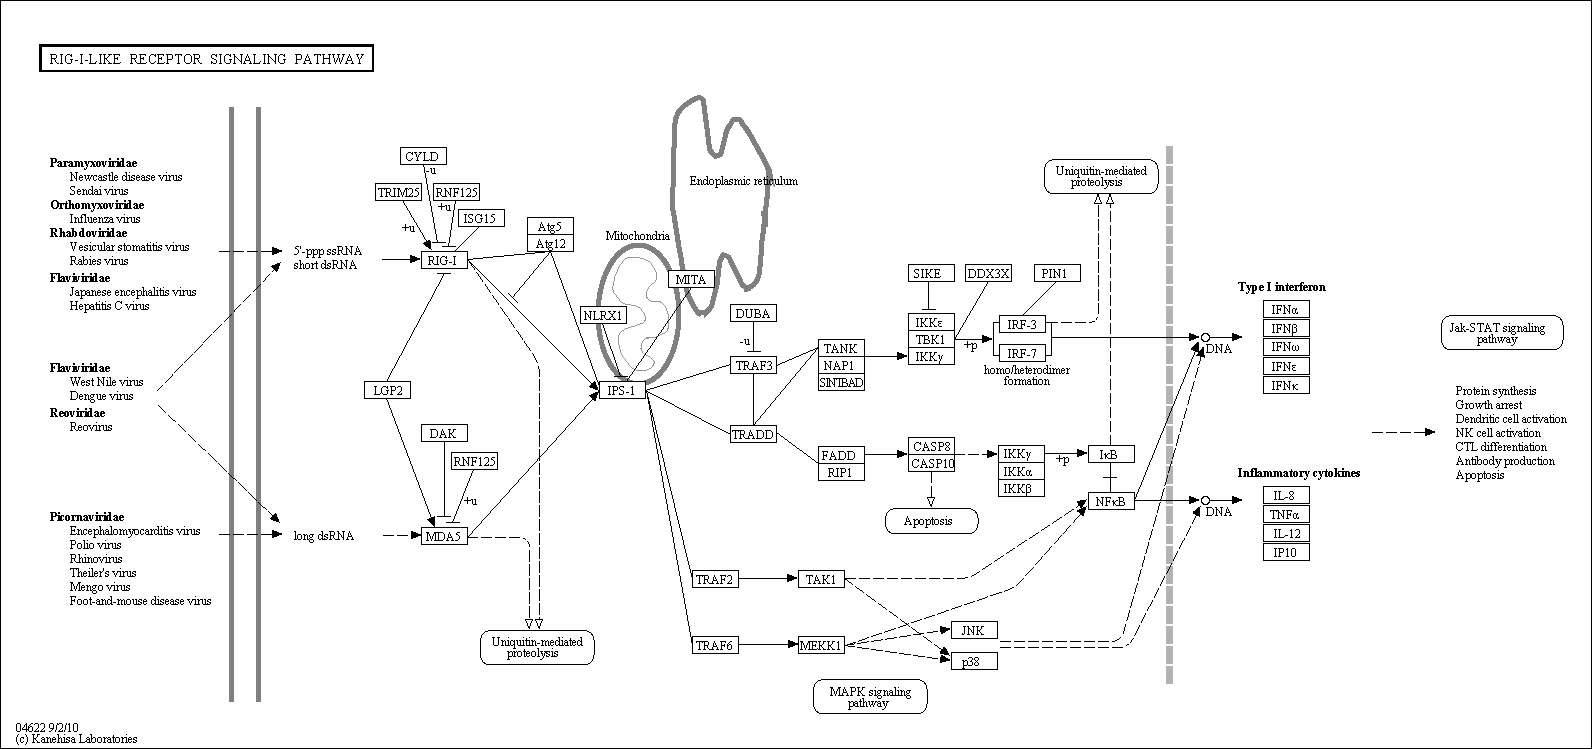 RIG-I-LIKE RECEPTOR SIGNALING PATHWAY
Paramyxoviridae
Newcastle disease virus
Sendai virus
Orthomyxoviridae
Influenza virus
Rhabdoviridae
Vesicular stomatitis virus
Rabies virus
Flaviviridae
Japanese encephalitis virus
Hepatitis C virus
Flaviviridae
West Nile virus
Dengue virus
Reoviridae
Reovirus
Picornaviridae
Encephalomyocarditis virus
Polio virus
Rhinovirus
Theiler's virus
Mengo virus
Foot-and-mouse disease virus
5'-ppp ssRNA
short dsRNA
long dsRNA
CYLD
-u
TRIM25
RNF125
+u
+u
ISG15
RIG-I
Atg5
Atg12
LGP2
DAK
RNF125
+u
MDA5
Uniquitin-mediated
proteolysis
Mitochondria
Endoplasmic reticulum
MITA
NLRX1
IPS-1
DUBA
-u
TRAF3
TRADD
TANK
NAP1
SINTBAD
FADD
RIP1
TRAF2
TAK1
TRAF6
MEKK1
SIKE
DDX3X
PIN1
IKKε
TBK1
IKKγ
+p
IRF-3
IRF-7
homo/heterodimer
formation
CASP8
CASP10
Apoptosis
IKKγ
IKKα
IKKβ
+p
IκB
NFκB
JNK
p38
MAPK signaling
pathway
Uniquitin-mediated
proteolysis
DNA
DNA
Type I interferon
IFNα
IFNβ
IFNω
IFNε
IFNκ
Inflammatory cytokines
IL-8
TNFα
IL-12
IP10
Jak-STAT signaling
pathway
Protein synthesis
Growth arrest
Dendritic cell activation
NK cell activation
CTL differentiation
Antibody production
Apoptosis
04622 9/2/10
(c) Kanehisa Laboratories